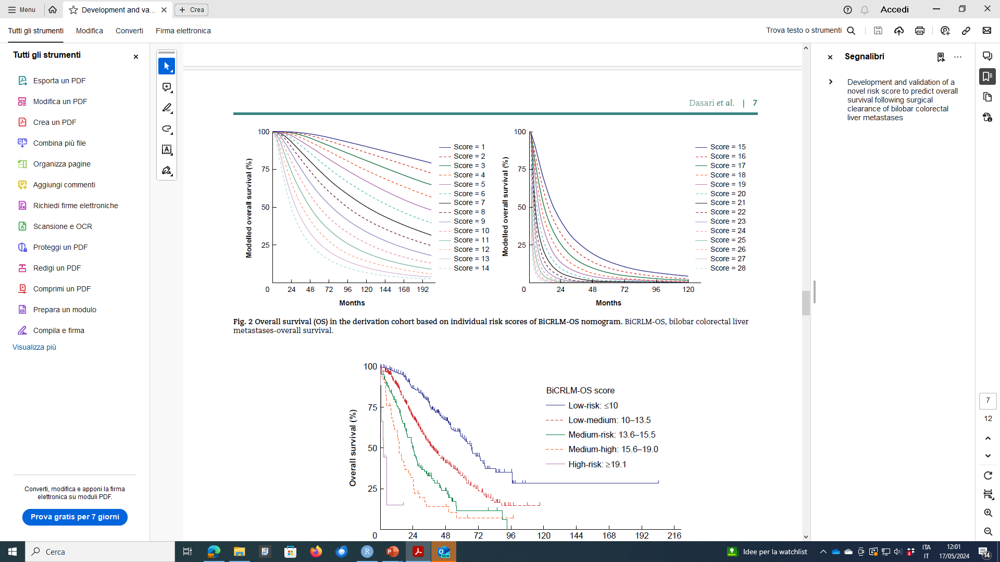 Menu
Development and va...
Crea
Accedi
Tutti gli strumenti
Modifica
Converti
Firma elettronica
Trova testo o strumenti
Tutti gli strumenti
Esporta un PDF
Modifica un PDF
Crea un PDF
Combina più file
Organizza pagine
Aggiungi commenti
Richiedi firme elettroniche
Scansione e OCR
Proteggi un PDF
Redigi un PDF
Comprimi un PDF
Prepara un modulo
Compila e firma
Visualizza più
Converti, modifica e apponi la firma
elettronica su moduli PDF.
Prova gratis per 7 giorni
Dasari et al. | 7
Modelled overall survival (%)
100
75
50
25
0 24 48 72 96 120 144 168 192
Months
Score = 1
Score = 2
Score = 3
Score = 4
Score = 5
Score = 6
Score = 7
Score = 8
Score = 9
Score = 10
Score = 11
Score = 12
Score = 13
Score = 14
Modelled overall survival (%)
100
75
50
25
0 24 48 72 96 120
Months
Score = 15
Score = 16
Score = 17
Score = 18
Score = 19
Score = 20
Score = 21
Score = 22
Score = 23
Score = 24
Score = 25
Score = 26
Score = 27
Score = 28
Fig. 2 Overall survival (OS) in the derivation cohort based on individual risk scores of BiCRLM-OS nomogram. BiCRLM-OS, bilobar colorectal liver
metastases-overall survival.
Overall survival (%)
100
75
50
25
0 24 48 72 96 120 144 168 192 216
BiCRLM-OS score
Low-risk: ≤10
Low-medium: 10–13.5
Medium-risk: 13.6–15.5
Medium-high: 15.6–19.0
High-risk: ≥19.1
Segnalibri
Development and validation of a
novel risk score to predict overall
survival following surgical
clearance of bilobar colorectal
liver metastases
7
12
Cerca
Idee per la watchlist
ITA
IT
12:01
17/05/2024
14